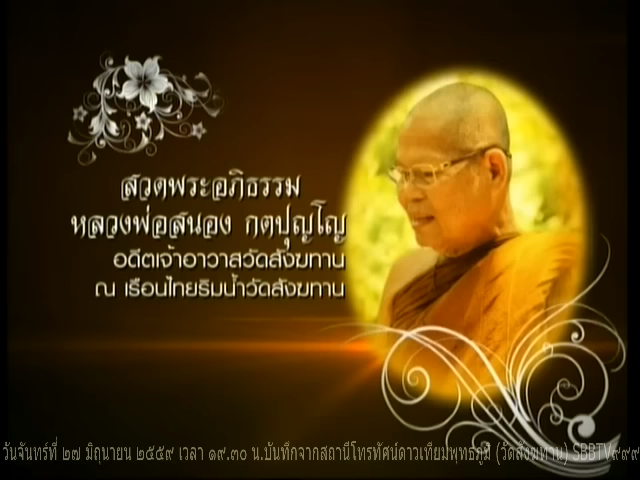 สวดพระอภิธรรม
หลวงพ่อสนอง กตปุญโญ
อดีตเจ้าอาวาสวัดสังฆทาน
ณ เรือนไทยริมน้ำวัดสังฆทาน
วันจันทร์ที่ ๒๗ มิถุนายน ๒๕๕๙ เวลา ๑๙.๓๐ น.บันทึกจากสถานีโทรทัศน์ดาวเทียมพุทธภูมิ (วัดสังฆทาน) SBBTV๙๙๙